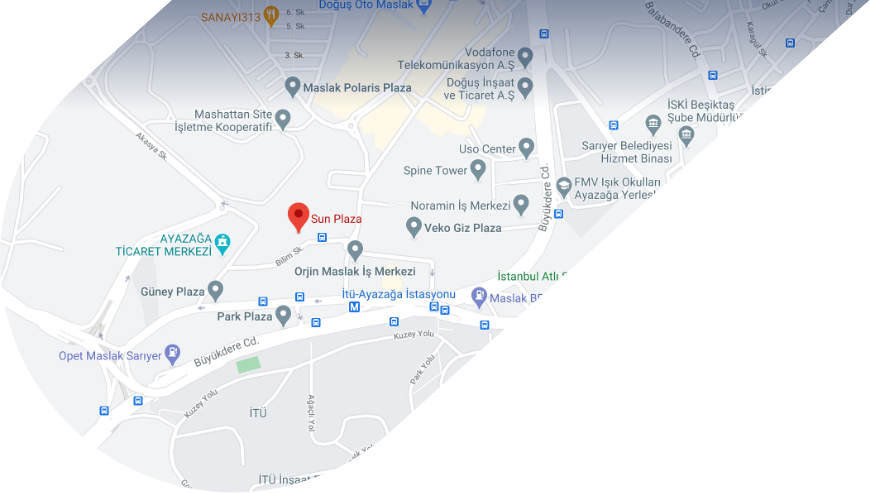 Doğuş Oto Maslak
SANAYI313
6. Sk.
5. Sk.
3. Sk.
Balabandere Cd.
Karagül Sk.
Vodafone
Telekomünikasyon A.Ş
Maslak Polaris Plaza
Doğuş İnşaat
ve Ticaret A.Ş
Mashattan Site
İşletme Kooperatifi
İSKİ Beşiktaş
Şube Müdürlüğ
Akasya Sk.
Uso Center
Sarıyer Belediyesi
Hizmet Binası
Spine Tower
Büyükdere Cd.
FMV Işık Okulları
Ayazağa Yerleş
Noramin İş Merkezi
Sun Plaza
Veko Giz Plaza
AYAZAĞA
TİCARET MERKEZİ
Bilim Sk.
Orjin Maslak İş Merkezi
İstanbul Atlı S
Güney Plaza
İtü-Ayazağa İstasyonu
M
Maslak BP
Park Plaza
Kuzey Yolu
Büyükdere Cd.
Opet Maslak Sarıyer
Park Yolu
Kuzey Yolu
Ağaçlı Yol
İTÜ
İTÜ İnşaat F